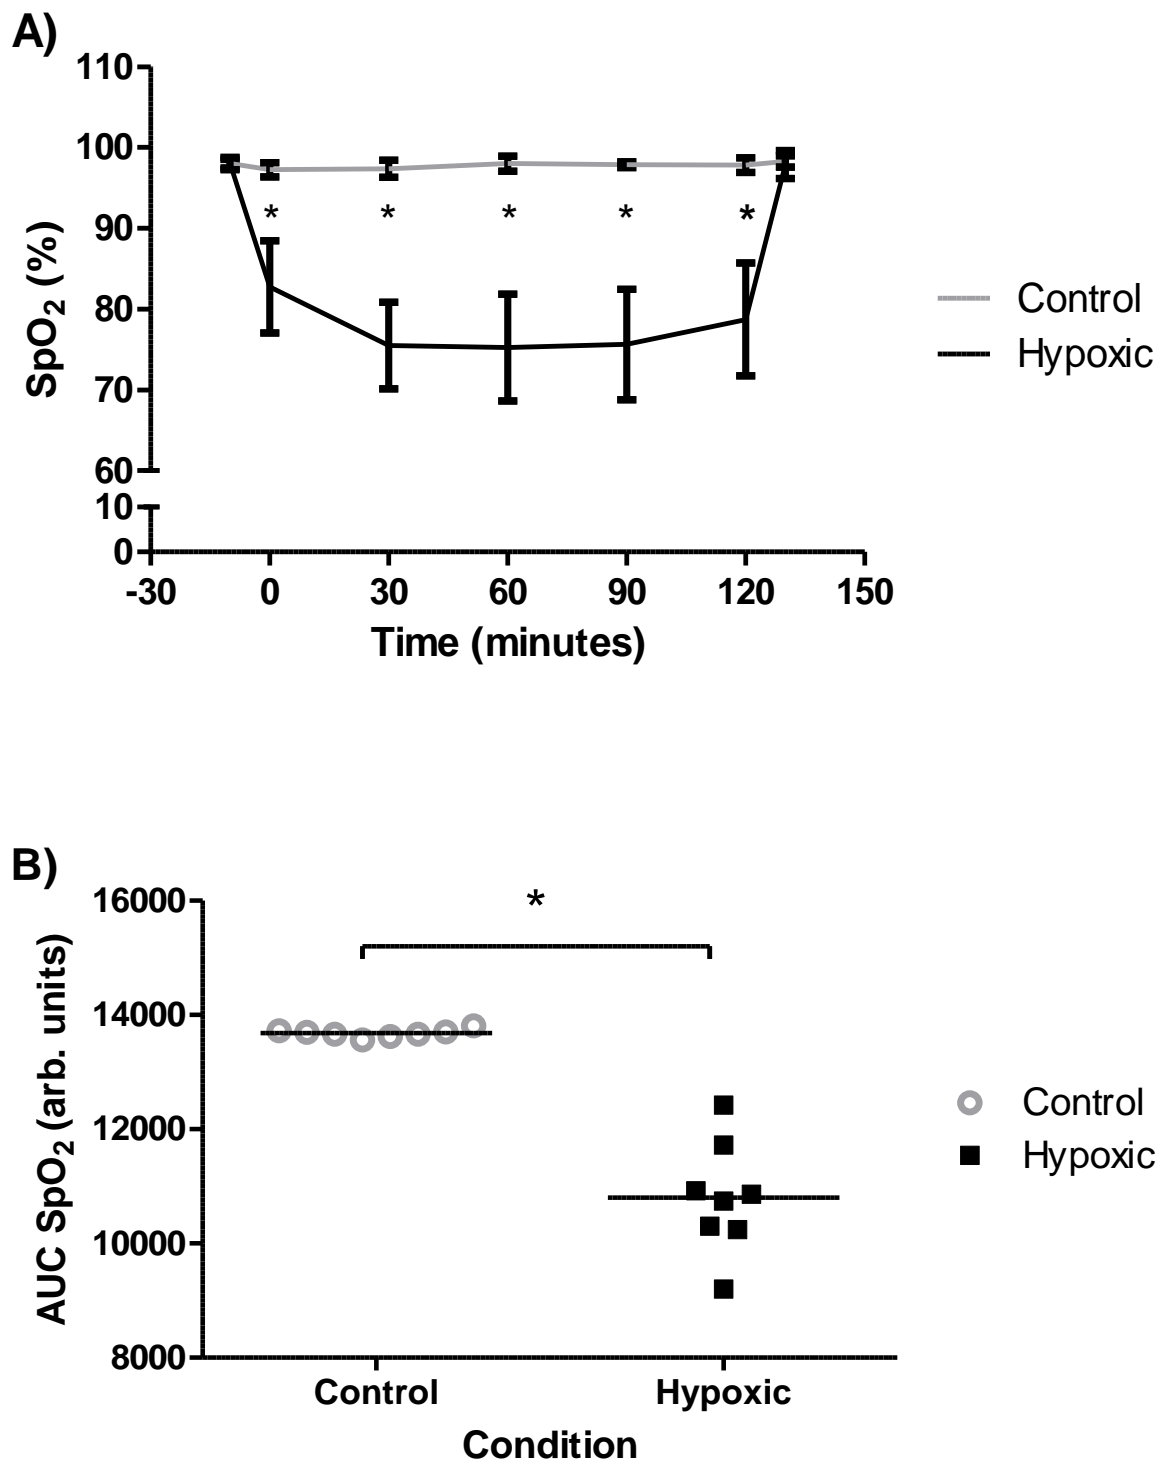 A)
110
100
90
80
70
60
10
0
SpO2 (%)
* * * * *
-30 0 30 60 90 120 150
Time (minutes)
Control
Hypoxic
B)
16000
14000
12000
10000
8000
AUC SpO2 (arb. units)
*
Control Hypoxic
Condition
Control
Hypoxic